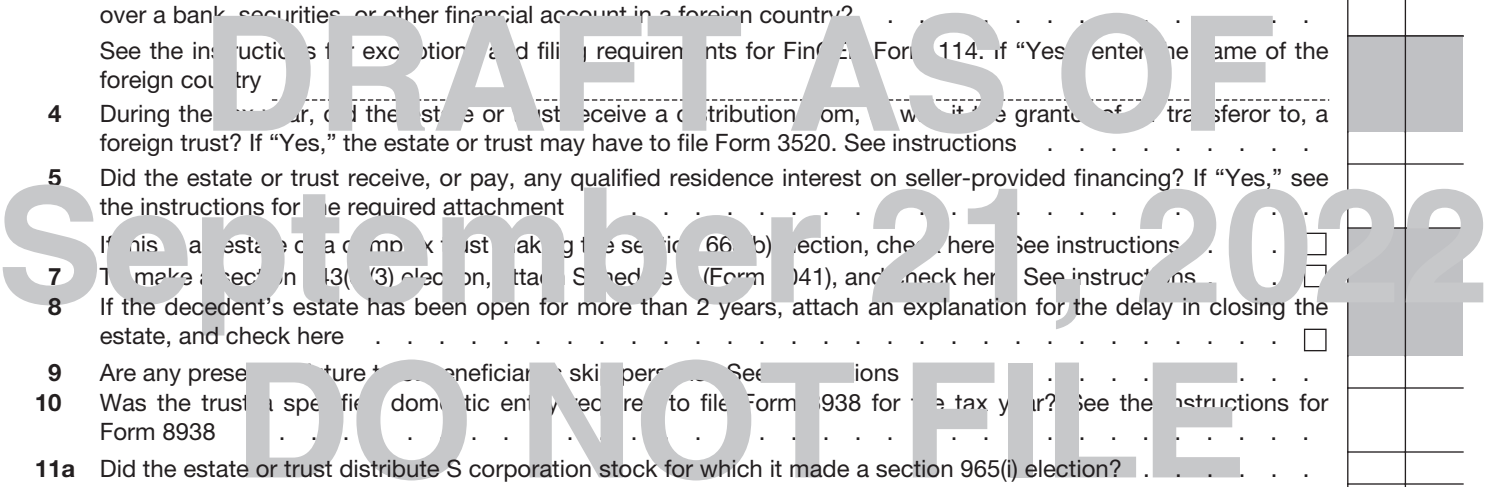 over a bank, securities, or other financial account in a foreign country? . . . . . . . . . . . . . .
See the instructions for exceptions and filing requirements for FinCEN Form 114. If “Yes,” enter the name of the
foreign country
4 During the tax year, did the estate or trust receive a distribution from, or was it the grantor of, or transferor to, a
foreign trust? If “Yes,” the estate or trust may have to file Form 3520. See instructions . . . . . . . . .
5 Did the estate or trust receive, or pay, any qualified residence interest on seller-provided financing? If “Yes,” see
the instructions for the required attachment . . . . . . . . . . . . . . . . . . . . . .
If this is an estate or a complex trust making the section 663(b) election, check here. See instructions . . .
7 To make a section 643(e)(3) election, attach Schedule D (Form 1041), and check here. See instructions . . .
8 If the decedent’s estate has been open for more than 2 years, attach an explanation for the delay in closing the
estate, and check here . . . . . . . . . . . . . . . . . . . . . . . . . . . . .
9 Are any present or future trust beneficiaries skip persons? See instructions . . . . . . . . . . . .
10 Was the trust a specified domestic entity required to file Form 8938 for the tax year? See the Instructions for
Form 8938 . . . . . . . . . . . . . . . . . . . . . . . . . . . . . . . . .
11a Did the estate or trust distribute S corporation stock for which it made a section 965(i) election? . . . . . .
DRAFT AS OF
September 21, 2022
DO NOT FILE